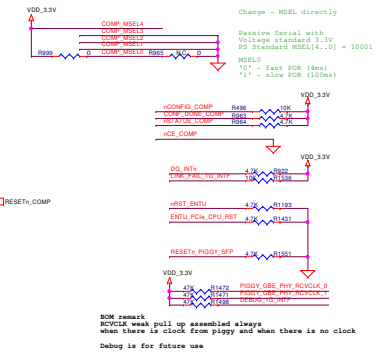 VDD_3.3V
Change - MSEL directly
COMP_MSEL4
COMP_MSEL3
COMP_MSEL2
COMP_MSEL1
COMP_MSEL0
R999 0
R965 N.C. 0
Passive Serial with
Voltage standard 3.3V
PS Standard MSEL[4..0] = 10001
MSEL0
'0' - fast POR (4ms)
'1' - slow POR (100ms)
VDD_3.3V
nCONFIG_COMP R496 10K
CONF_DONE_COMP R963 4.7K
nSTATUS_COMP R964 4.7K
nCE_COMP
VDD_3.3V
DG_INTn 4.7K R922
LINK_FAIL_TG_INTF 10K R1536
RESETn_COMP
nRST_ENTU 4.7K R1193
ENTU_PCIe_CPU_RST 4.7K R1431
RESETn_PIGGY_SFP 4.7K R1551
VDD_3.3V
47K R1472 PIGGY_GBE_PHY_RCVCLK_0
47K R1471 PIGGY_GBE_PHY_RCVCLK_1
47K R1498 DEBUG_1G_INTF
BOM remark
RCVCLK weak pull up assembled always
when there is clock from piggy and when there is no clock
Debug is for future use